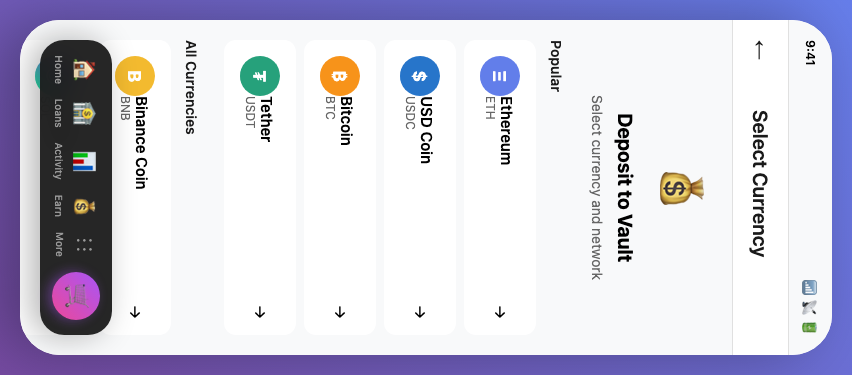 9:41
Select Currency
Deposit to Vault
Select currency and network
Popular
Ethereum
ETH
USD Coin
USDC
Bitcoin
BTC
Tether
USDT
All Currencies
Binance Coin
BNB
Home
Loans
Activity
Earn
More